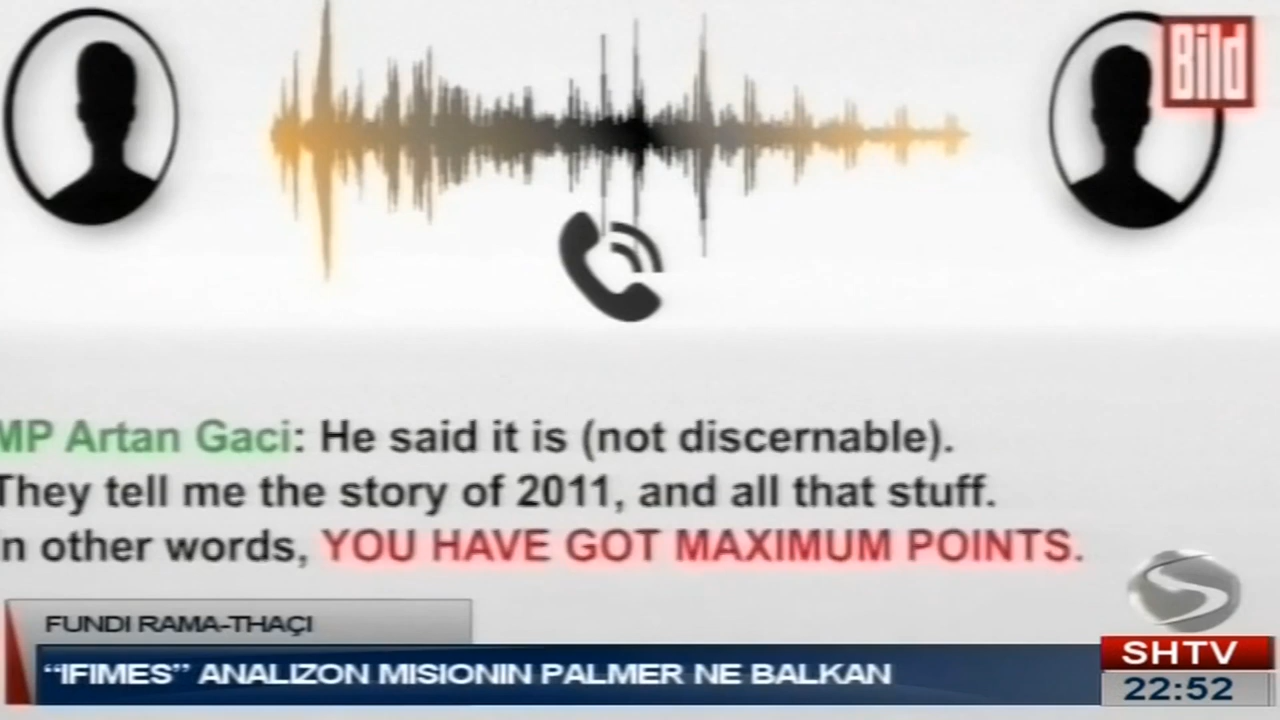 Bild
MP Artan Gaci: He said it is (not discernable).
They tell me the story of 2011, and all that stuff.
In other words, YOU HAVE GOT MAXIMUM POINTS.
FUNDI RAMA-THAÇI
“IFIMES” ANALIZON MISIONIN PALMER NE BALKAN
SHTV
22:52